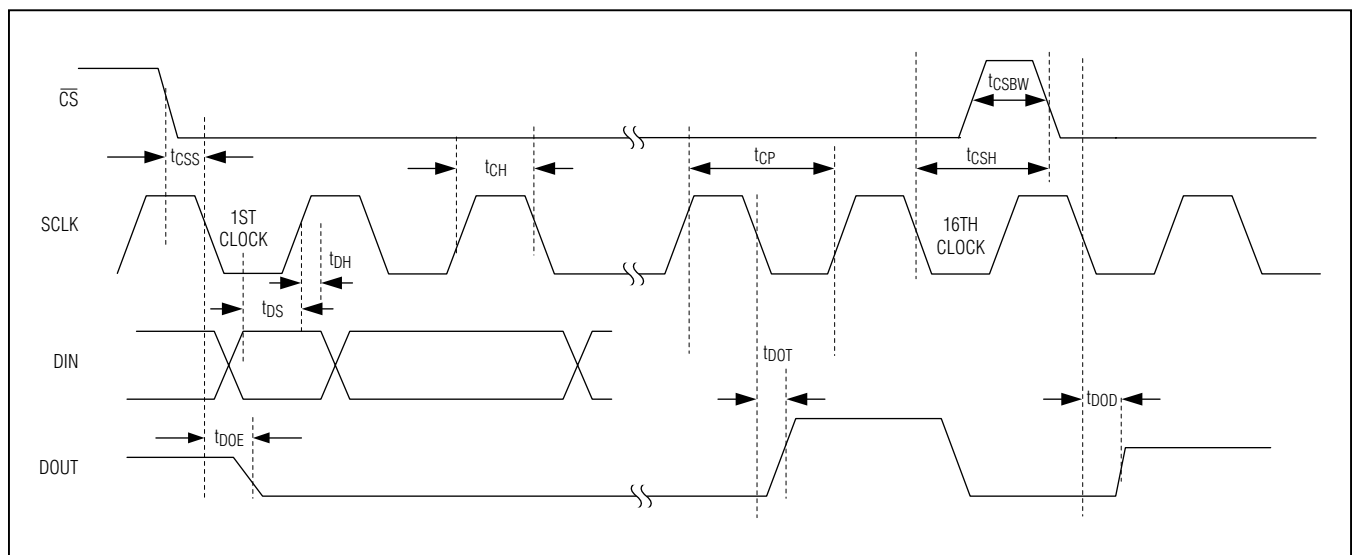 CS
tCSBW
tCSS
tCH
tCP
tCSH
SCLK
1ST
CLOCK
16TH
CLOCK
tDH
tDS
DIN
tDOT
tDOE
tDOD
DOUT